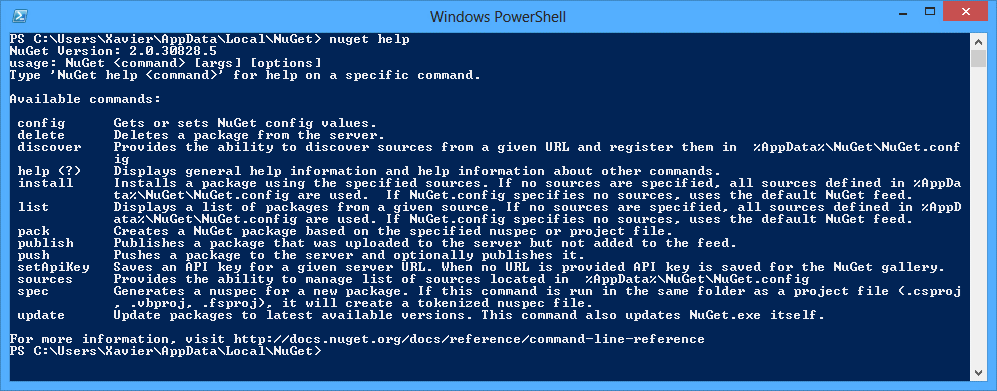 Windows PowerShell
PS C:\Users\Xavier\AppData\Local\NuGet> nuget help
NuGet Version: 2.0.30828.5
usage: NuGet <command> [args] [options]
Type 'NuGet help <command>' for help on a specific command.
Available commands:
config      Gets or sets NuGet config values.
delete      Deletes a package from the server.
discover    Provides the ability to discover sources from a given URL and register them in  %AppData%\NuGet\NuGet.conf
ig
help (?)    Displays general help information and help information about other commands.
install     Installs a package using the specified sources. If no sources are specified, all sources defined in %AppDa
ta%\NuGet\NuGet.config are used.  If NuGet.config specifies no sources, uses the default NuGet feed.
list        Displays a list of packages from a given source. If no sources are specified, all sources defined in %AppD
ata%\NuGet\NuGet.config are used. If NuGet.config specifies no sources, uses the default NuGet feed.
pack        Creates a NuGet package based on the specified nuspec or project file.
publish     Publishes a package that was uploaded to the server but not added to the feed.
push        Pushes a package to the server and optionally publishes it.
setApiKey   Saves an API key for a given server URL. When no URL is provided API key is saved for the NuGet gallery.
sources     Provides the ability to manage list of sources located in  %AppData%\NuGet\NuGet.config
spec        Generates a nuspec for a new package. If this command is run in the same folder as a project file (.csproj
, .vbproj, .fsproj), it will create a tokenized nuspec file.
update      Update packages to latest available versions. This command also updates NuGet.exe itself.
For more information, visit http://docs.nuget.org/docs/reference/command-line-reference
PS C:\Users\Xavier\AppData\Local\NuGet>